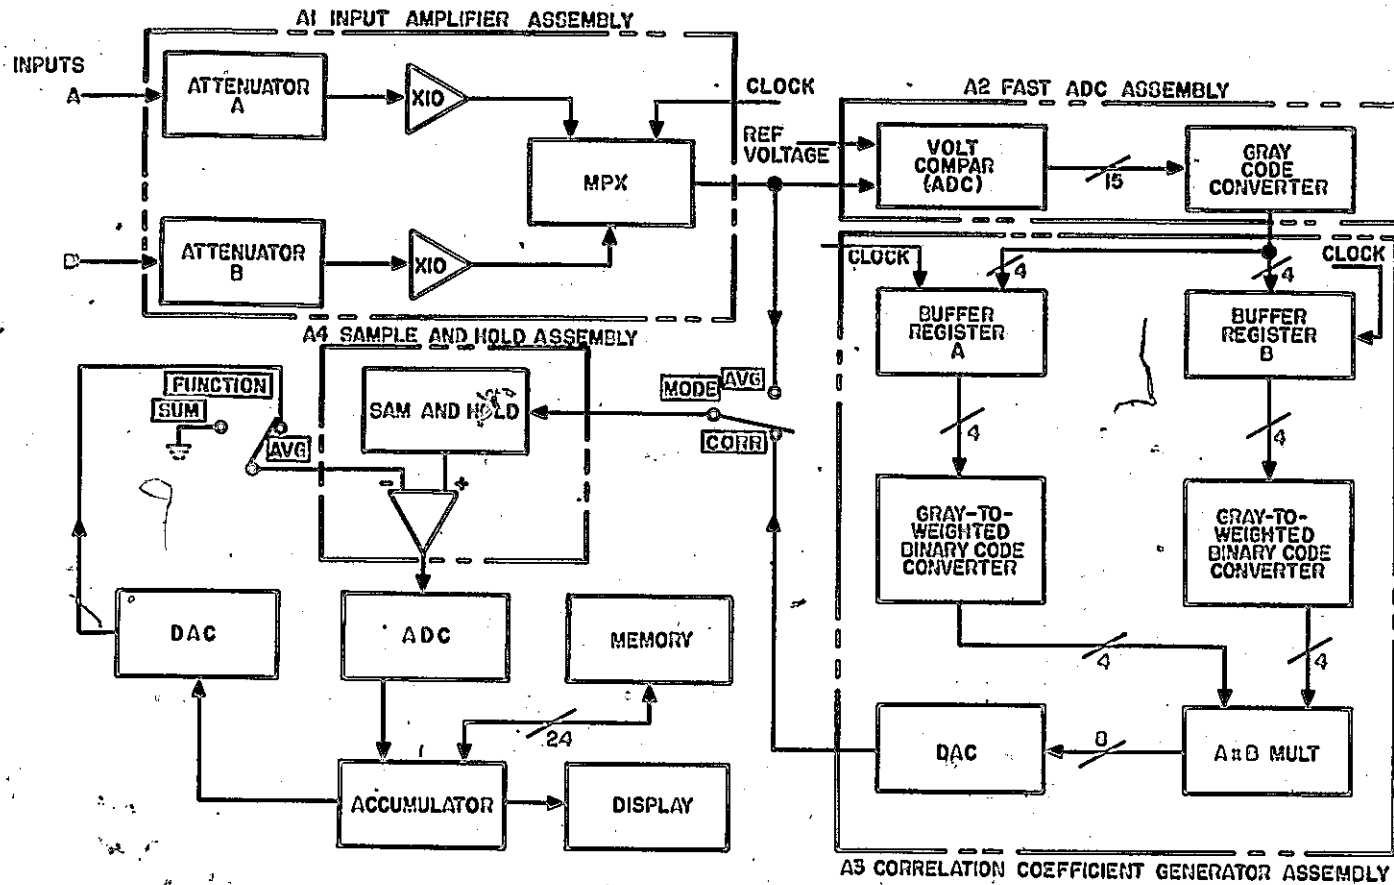 A1 INPUT AMPLIFIER ASSEMBLY
INPUTS
A
ATTENUATOR
A
X10
CLOCK
A2 FAST ADC ASSEMBLY
REF
VOLTAGE
MPX
VOLT
COMPAR
(ADC)
15
GRAY
CODE
CONVERTER
B
ATTENUATOR
B
X10
CLOCK
4
4
CLOCK
BUFFER
REGISTER
A
BUFFER
REGISTER
B
A4 SAMPLE AND HOLD ASSEMBLY
FUNCTION
SUM
AVG
SAM AND HOLD
MODE
AVG
CORR
4
4
-
+
GRAY-TO-
WEIGHTED
BINARY CODE
CONVERTER
GRAY-TO-
WEIGHTED
BINARY CODE
CONVERTER
DAC
ADC
MEMORY
4
4
24
DAC
8
A x B MULT
ACCUMULATOR
DISPLAY
A3 CORRELATION COEFFICIENT GENERATOR ASSEMBLY